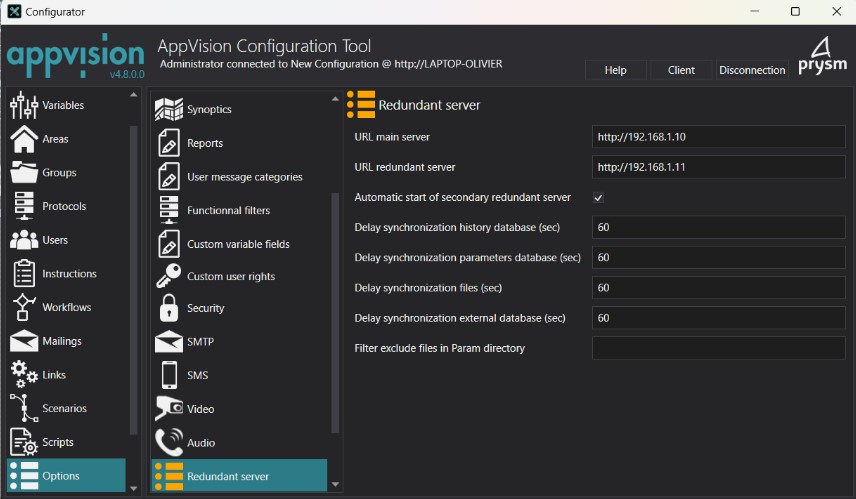 Configurator
appvision
v4.8.0.0
AppVision Configuration Tool
Administrator connected to New Configuration @ http://LAPTOP-OLIVIER
Help
Client
Disconnection
prysm
Variables
Areas
Groups
Protocols
Users
Instructions
Workflows
Mailings
Links
Scenarios
Scripts
Options
Synoptics
Reports
User message categories
Functionnal filters
Custom variable fields
Custom user rights
Security
SMTP
SMS
Video
Audio
Redundant server
Redundant server
URL main server http://192.168.1.10
URL redundant server http://192.168.1.11
Automatic start of secondary redundant server
Delay synchronization history database (sec) 60
Delay synchronization parameters database (sec) 60
Delay synchronization files (sec) 60
Delay synchronization external database (sec) 60
Filter exclude files in Param directory